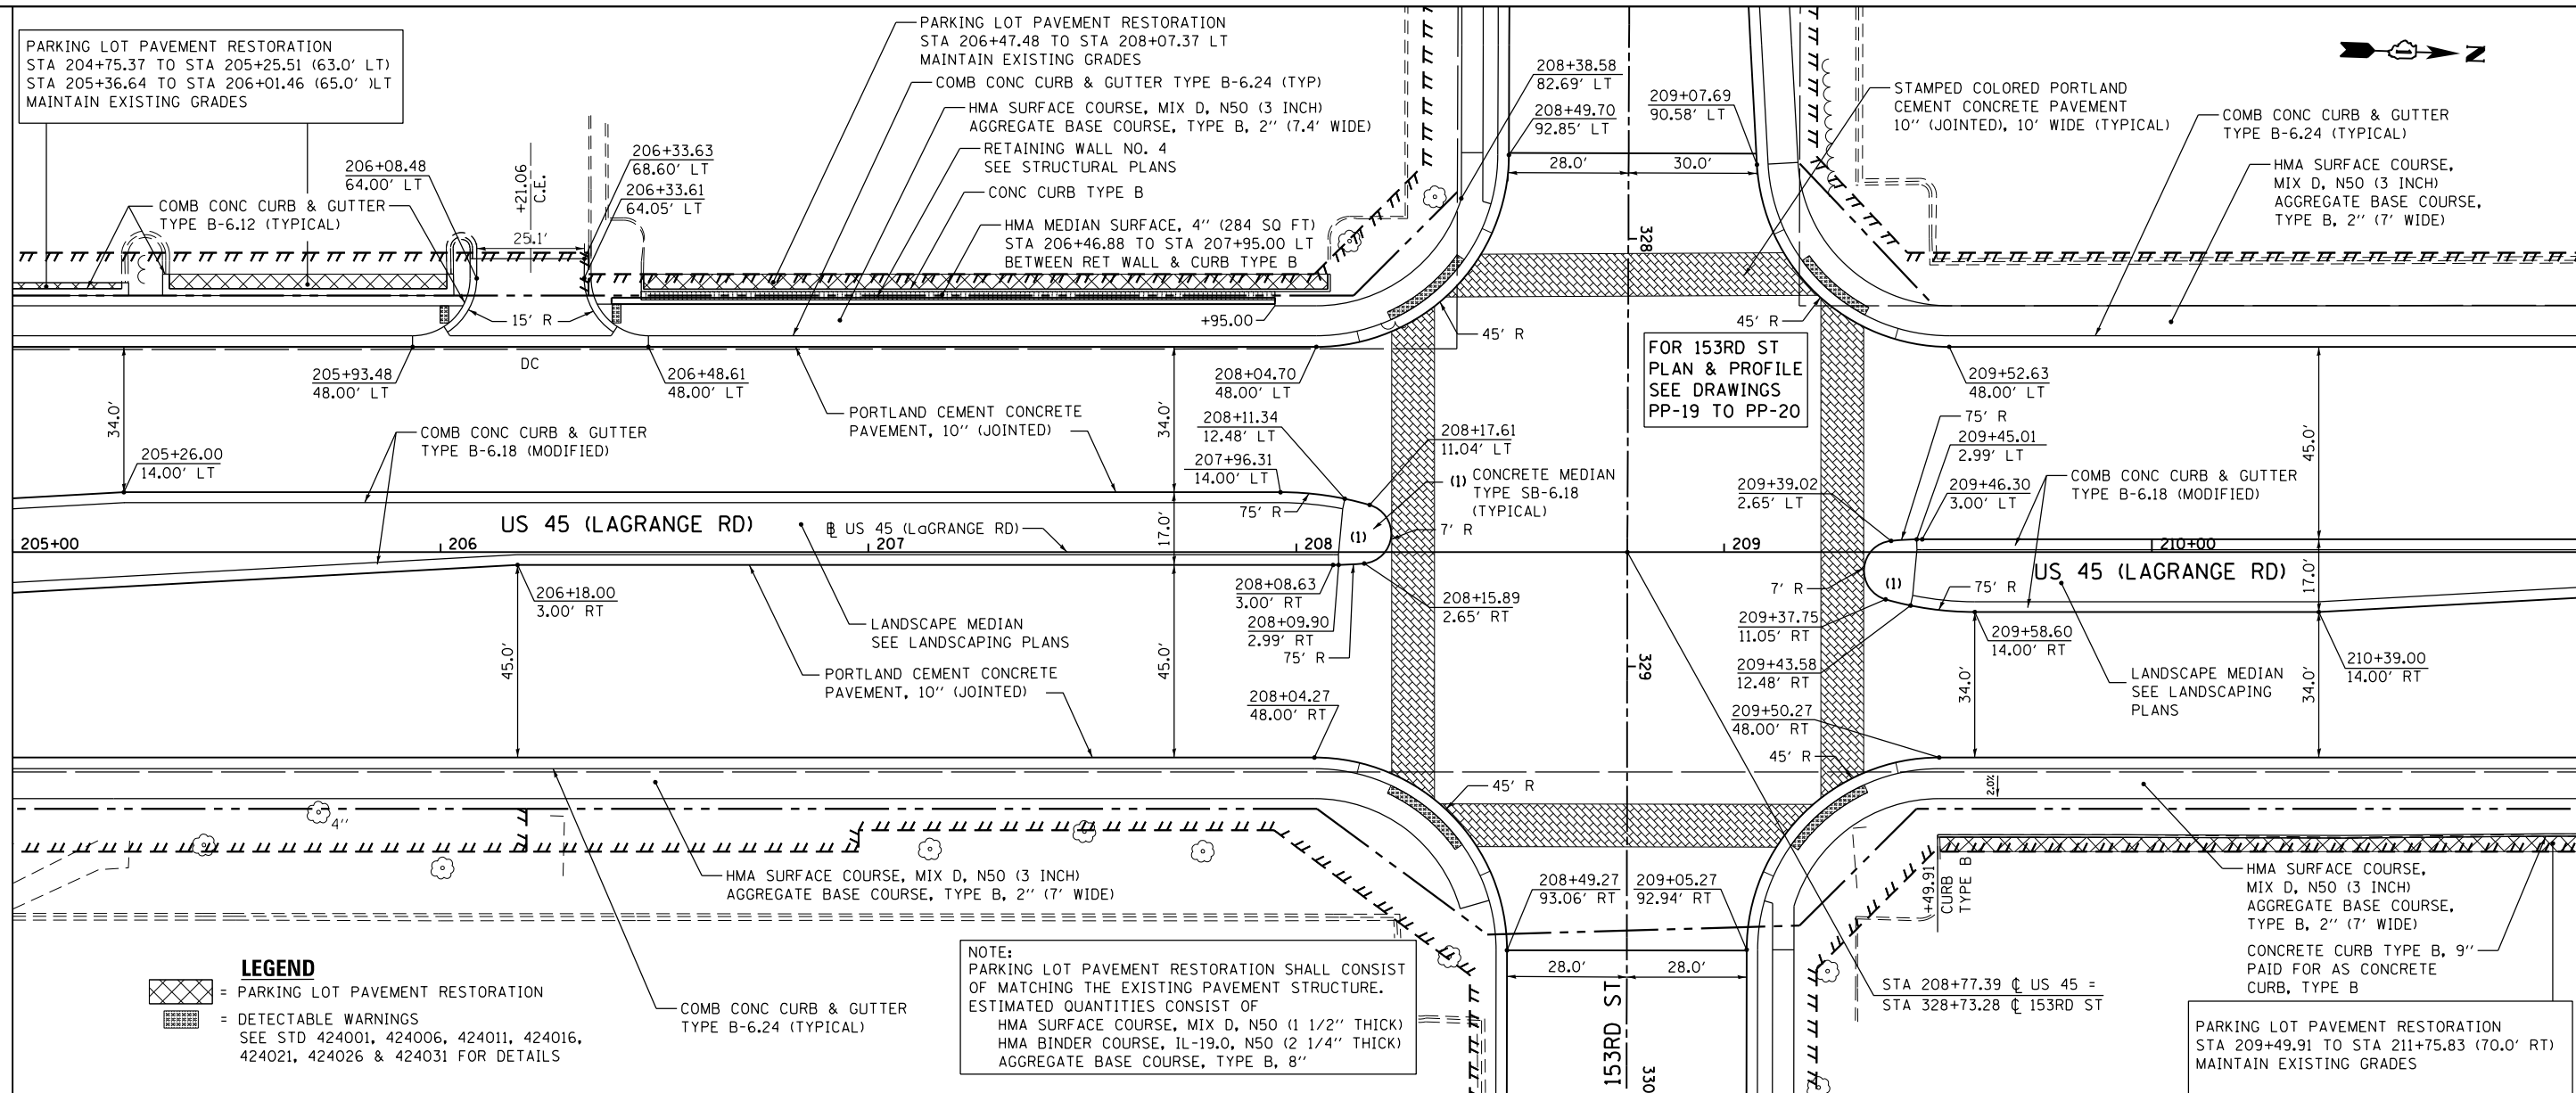 PARKING LOT PAVEMENT RESTORATION
STA 204+75.37 TO STA 205+25.51 (63.0' LT)
STA 205+36.64 TO STA 206+01.46 (65.0' )LT
MAINTAIN EXISTING GRADES
206+08.48
64.00' LT
COMB CONC CURB & GUTTER
TYPE B-6.12 (TYPICAL)
+21.06
C.E.
25.1'
206+33.63
68.60' LT
206+33.61
64.05' LT
15' R
DC
PARKING LOT PAVEMENT RESTORATION
STA 206+47.48 TO STA 208+07.37 LT
MAINTAIN EXISTING GRADES
COMB CONC CURB & GUTTER TYPE B-6.24 (TYP)
HMA SURFACE COURSE, MIX D, N50 (3 INCH)
AGGREGATE BASE COURSE, TYPE B, 2'' (7.4' WIDE)
RETAINING WALL NO. 4
SEE STRUCTURAL PLANS
CONC CURB TYPE B
HMA MEDIAN SURFACE, 4'' (284 SQ FT)
STA 206+46.88 TO STA 207+95.00 LT
BETWEEN RET WALL & CURB TYPE B
+95.00
208+38.58
82.69' LT
208+49.70
92.85' LT
209+07.69
90.58' LT
28.0'
30.0'
328
STAMPED COLORED PORTLAND
CEMENT CONCRETE PAVEMENT
10'' (JOINTED), 10' WIDE (TYPICAL)
N
COMB CONC CURB & GUTTER
TYPE B-6.24 (TYPICAL)
HMA SURFACE COURSE,
MIX D, N50 (3 INCH)
AGGREGATE BASE COURSE,
TYPE B, 2'' (7' WIDE)
45' R
45' R
FOR 153RD ST
PLAN & PROFILE
SEE DRAWINGS
PP-19 TO PP-20
34.0'
205+93.48
48.00' LT
206+48.61
48.00' LT
208+04.70
48.00' LT
34.0'
209+52.63
48.00' LT
45.0'
205+26.00
14.00' LT
COMB CONC CURB & GUTTER
TYPE B-6.18 (MODIFIED)
PORTLAND CEMENT CONCRETE
PAVEMENT, 10'' (JOINTED)
208+11.34
12.48' LT
207+96.31
14.00' LT
75' R
208+17.61
11.04' LT
(1) CONCRETE MEDIAN
TYPE SB-6.18
(TYPICAL)
7' R
(1)
75' R
209+45.01
2.99' LT
209+39.02
2.65' LT
209+46.30
3.00' LT
COMB CONC CURB & GUTTER
TYPE B-6.18 (MODIFIED)
US 45 (LAGRANGE RD)
US 45 (LaGRANGE RD)
17.0'
205+00
206
207
208
209
210+00
US 45 (LAGRANGE RD)
17.0'
7' R
(1)
75' R
206+18.00
3.00' RT
45.0'
LANDSCAPE MEDIAN
SEE LANDSCAPING PLANS
PORTLAND CEMENT CONCRETE
PAVEMENT, 10'' (JOINTED)
45.0'
208+08.63
3.00' RT
208+09.90
2.99' RT
75' R
208+15.89
2.65' RT
208+04.27
48.00' RT
329
209+37.75
11.05' RT
209+43.58
12.48' RT
209+50.27
48.00' RT
45' R
209+58.60
14.00' RT
34.0'
LANDSCAPE MEDIAN
SEE LANDSCAPING
PLANS
34.0'
210+39.00
14.00' RT
2.0%
4''
45' R
HMA SURFACE COURSE, MIX D, N50 (3 INCH)
AGGREGATE BASE COURSE, TYPE B, 2'' (7' WIDE)
208+49.27
93.06' RT
209+05.27
92.94' RT
28.0'
28.0'
+49.91
CURB
TYPE B
HMA SURFACE COURSE,
MIX D, N50 (3 INCH)
AGGREGATE BASE COURSE,
TYPE B, 2'' (7' WIDE)
CONCRETE CURB TYPE B, 9''
PAID FOR AS CONCRETE
CURB, TYPE B
LEGEND
= PARKING LOT PAVEMENT RESTORATION
= DETECTABLE WARNINGS
SEE STD 424001, 424006, 424011, 424016,
424021, 424026 & 424031 FOR DETAILS
COMB CONC CURB & GUTTER
TYPE B-6.24 (TYPICAL)
NOTE:
PARKING LOT PAVEMENT RESTORATION SHALL CONSIST
OF MATCHING THE EXISTING PAVEMENT STRUCTURE.
ESTIMATED QUANTITIES CONSIST OF
HMA SURFACE COURSE, MIX D, N50 (1 1/2'' THICK)
HMA BINDER COURSE, IL-19.0, N50 (2 1/4'' THICK)
AGGREGATE BASE COURSE, TYPE B, 8''
153RD ST
330
STA 208+77.39 ℄ US 45 =
STA 328+73.28 ℄ 153RD ST
PARKING LOT PAVEMENT RESTORATION
STA 209+49.91 TO STA 211+75.83 (70.0' RT)
MAINTAIN EXISTING GRADES